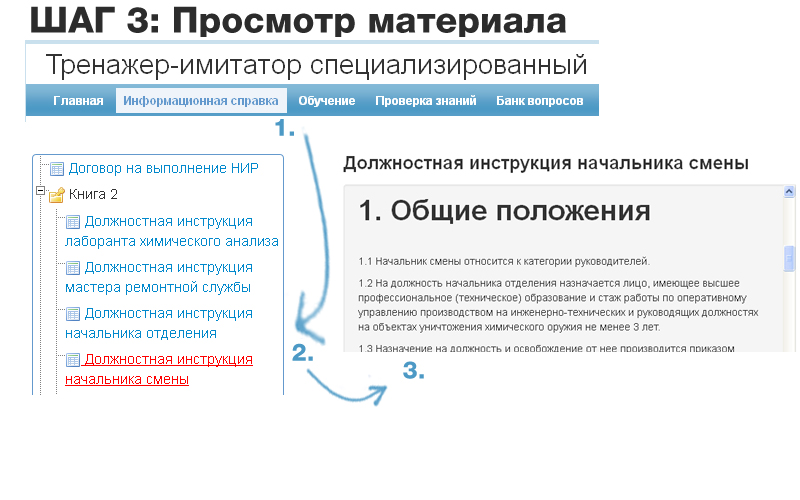 ШАГ 3: Просмотр материала
Тренажер-имитатор специализированный
Главная Информационная справка Обучение Проверка знаний Банк вопросов
1.
Договор на выполнение НИР
Книга 2
Должностная инструкция
лаборанта химического анализа
Должностная инструкция
мастера ремонтной службы
Должностная инструкция
начальника отделения
Должностная инструкция
начальника смены
2.
3.
Должностная инструкция начальника смены
1. Общие положения
1.1 Начальник смены относится к категории руководителей.
1.2 На должность начальника отделения назначается лицо, имеющее высшее
профессиональное (техническое) образование и стаж работы по оперативному
управлению производством на инженерно-технических и руководящих должностях
на объектах уничтожения химического оружия не менее 3 лет.
1.3 Назначение на должность и освобождение от нее производится приказом